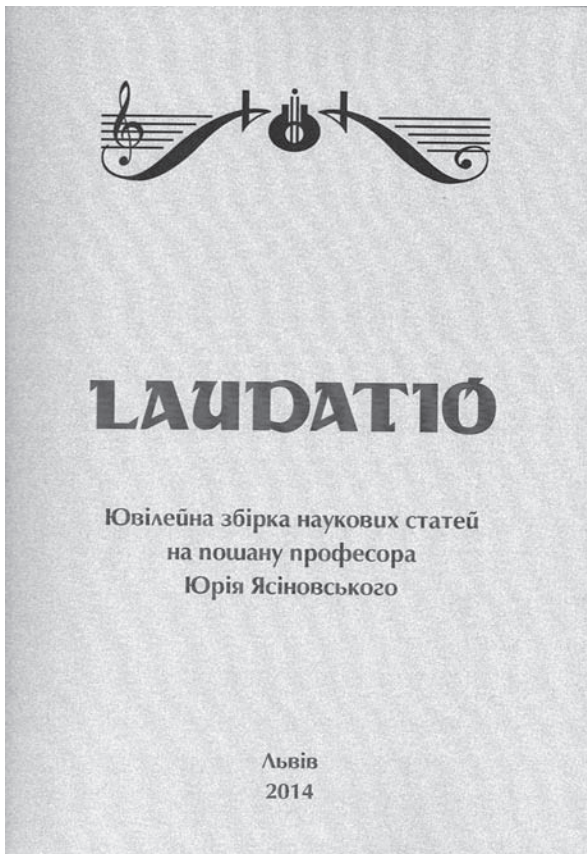 LAUDATIO
Ювілейна збірка наукових статей
на пошану професора
Юрія Ясіновського
Львів
2014